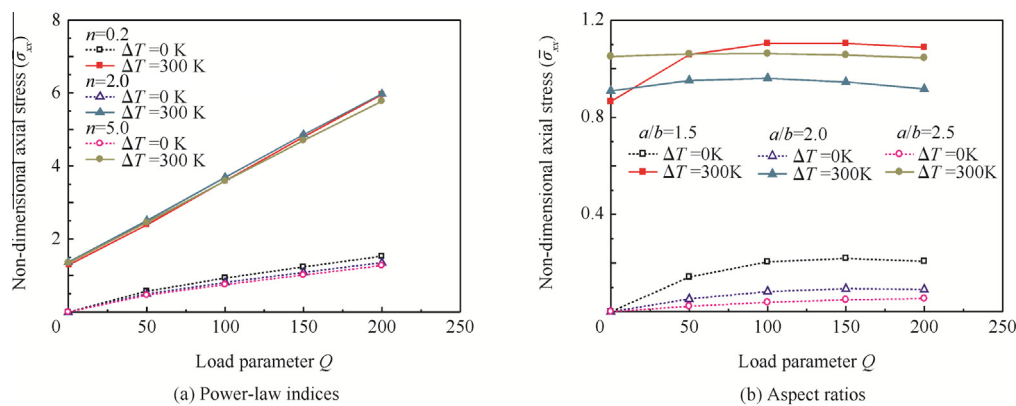 Non-dimensional axial stress (σ̄xx)
8
6
4
2
0
n=0.2
ΔT=0 K
ΔT=300 K
n=2.0
ΔT=0 K
ΔT=300 K
n=5.0
ΔT=0 K
ΔT=300 K
0 50 100 150 200 250
Load parameter Q
(a) Power-law indices
Non-dimensional axial stress (σ̄xx)
1.2
0.8
0.4
0.0
a/b=1.5 a/b=2.0 a/b=2.5
ΔT=0K ΔT=0K ΔT=0K
ΔT=300K ΔT=300K ΔT=300K
0 50 100 150 200 250
Load parameter Q
(b) Aspect ratios